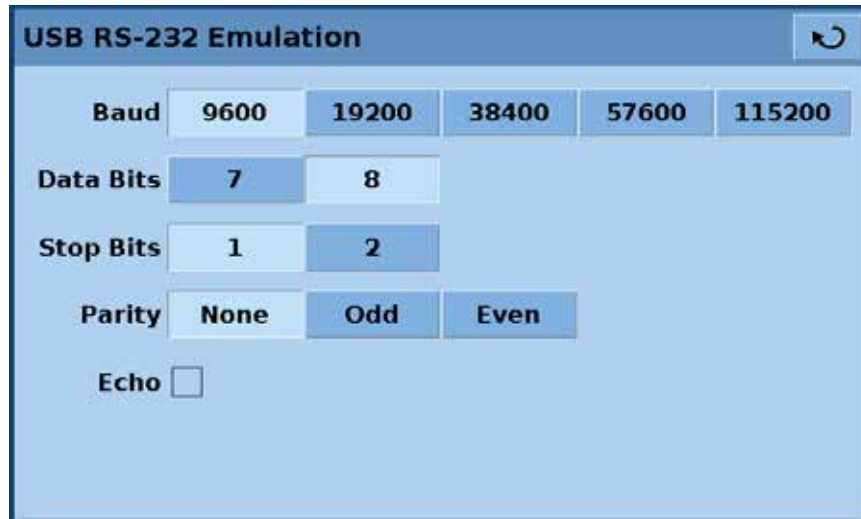 USB RS-232 Emulation
Baud 9600 19200 38400 57600 115200
Data Bits 7 8
Stop Bits 1 2
Parity None Odd Even
Echo